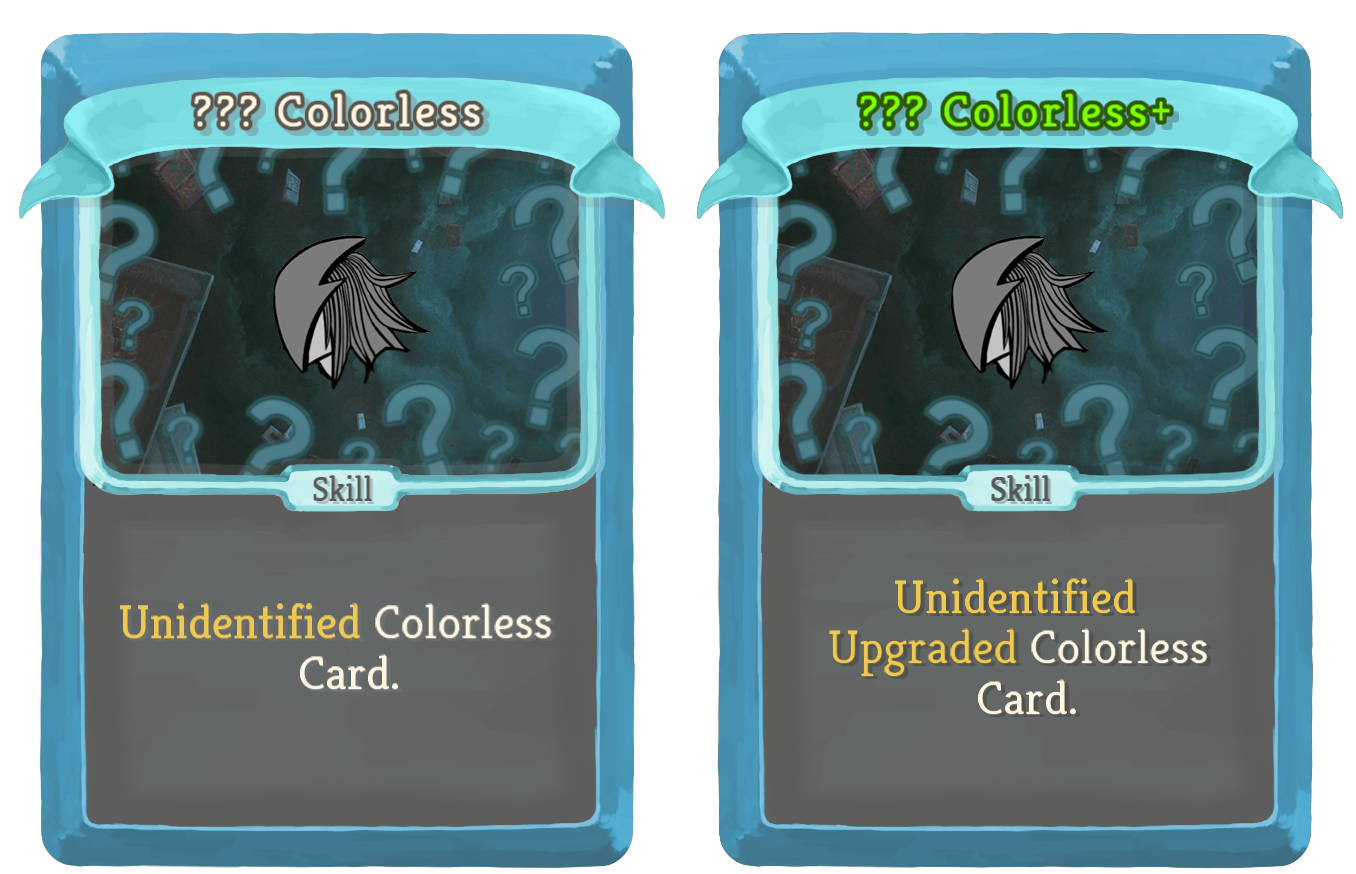 ??? Colorless
Skill
Unidentified Colorless
Card.
??? Colorless+
Skill
Unidentified
Upgraded Colorless
Card.